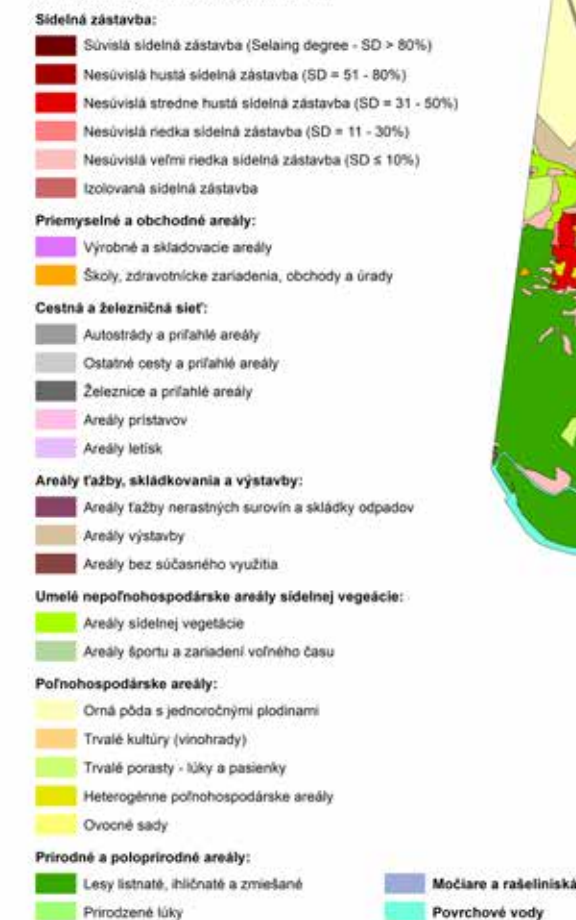 Sídelná zástavba:
Súvislá sídelná zástavba (Selaing degree - SD > 80%)
Nesúvislá hustá sídelná zástavba (SD = 51 - 80%)
Nesúvislá stredne hustá sídelná zástavba (SD = 31 - 50%)
Nesúvislá riedka sídelná zástavba (SD = 11 - 30%)
Nesúvislá veľmi riedka sídelná zástavba (SD ≤ 10%)
Izolovaná sídelná zástavba
Priemyselné a obchodné areály:
Výrobné a skladovacie areály
Školy, zdravotnícke zariadenia, obchody a úrady
Cestná a železničná sieť:
Autostrády a priľahlé areály
Ostatné cesty a priľahlé areály
Železnice a priľahlé areály
Areály prístavov
Areály letísk
Areály ťažby, skládkovania a výstavby:
Areály ťažby nerastných surovín a skládky odpadov
Areály výstavby
Areály bez súčasného využitia
Umelé nepoľnohospodárske areály sídelnej vegeácie:
Areály sídelnej vegetácie
Areály športu a zariadení voľného času
Poľnohospodárske areály:
Orná pôda s jednoročnými plodinami
Trvalé kultúry (vinohrady)
Trvalé porasty - lúky a pasienky
Heterogénne poľnohospodárske areály
Ovocné sady
Prírodné a poloprírodné areály:
Lesy listnaté, ihličnaté a zmiešané
Močiare a rašeliniská
Prirodzené lúky
Povrchové vody